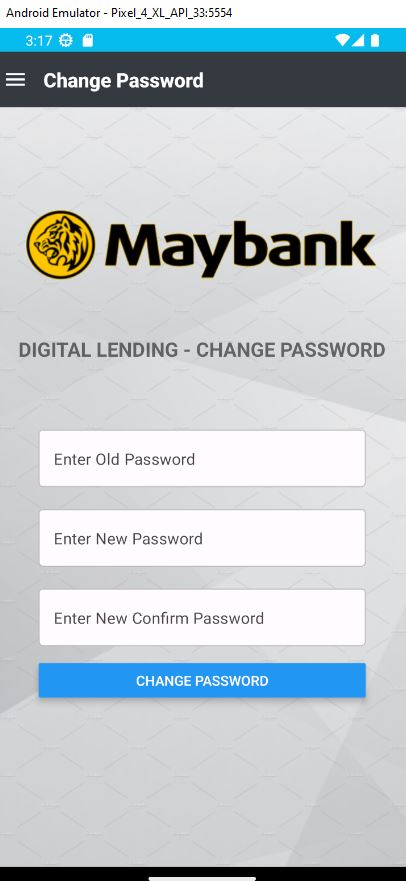 Android Emulator - Pixel_4_XL_API_33:5554
3:17
Change Password
Maybank
DIGITAL LENDING - CHANGE PASSWORD
Enter Old Password
Enter New Password
Enter New Confirm Password
CHANGE PASSWORD